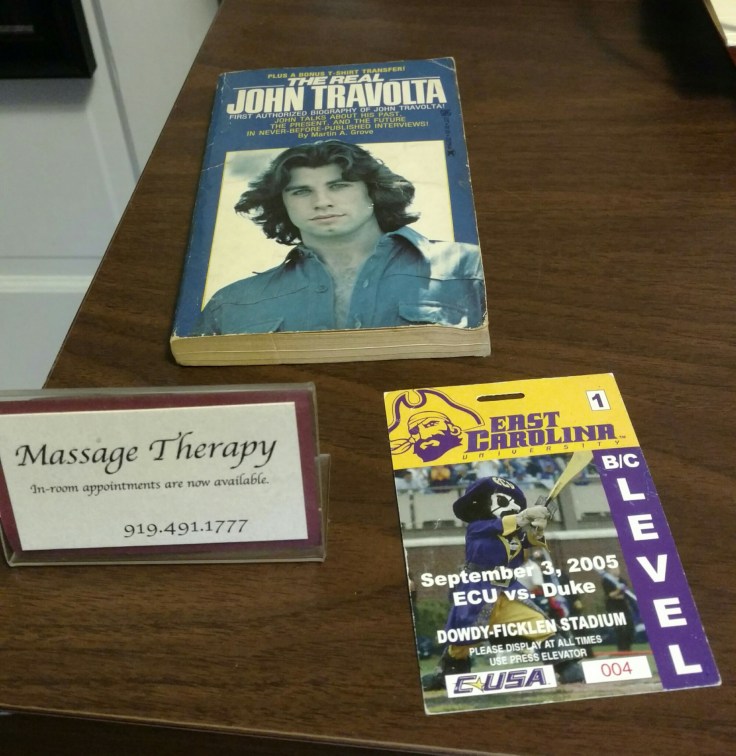 PLUS A BONUS T-SHIRT TRANSFER!
THE REAL
JOHN TRAVOLTA
FIRST AUTHORIZED BIOGRAPHY OF JOHN TRAVOLTA!
JOHN TALKS ABOUT HIS PAST,
THE PRESENT, AND THE FUTURE
IN NEVER-BEFORE-PUBLISHED INTERVIEWS!
By Martin A. Grove
Massage Therapy
In-room appointments are now available.
919.491.1777
1
EAST
CAROLINA
UNIVERSITY
B/C
LEVEL
ECU
September 3, 2005
ECU vs. Duke
DOWDY-FICKLEN STADIUM
PLEASE DISPLAY AT ALL TIMES
USE PRESS ELEVATOR
C USA
004